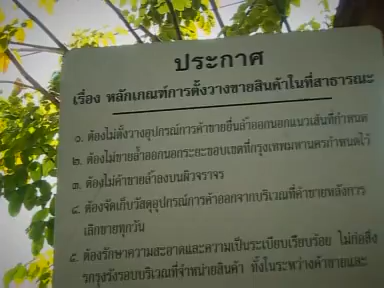 ประกาศ
เรื่อง หลักเกณฑ์การตั้งวางขายสินค้าในที่สาธารณะ
๑. ต้องไม่ตั้งวางอุปกรณ์การค้าขายยื่นล้ำออกนอกแนวเส้นที่กำหนด
๒. ต้องไม่ขายล้ำออกนอกระยะขอบเขตที่กรุงเทพมหานครกำหนดไว้
๓. ต้องไม่ค้าขายล้ำลงบนผิวจราจร
๔. ต้องจัดเก็บวัสดุอุปกรณ์การค้าออกจากบริเวณที่ค้าขายหลังการ
เลิกขายทุกวัน
๕. ต้องรักษาความสะอาดและความเป็นระเบียบเรียบร้อย ไม่ก่อสิ่ง
รกรุงรังรอบบริเวณที่จำหน่ายสินค้า ทั้งในระหว่างค้าขายและ